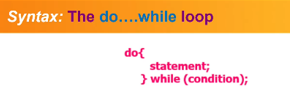 Syntax: The do....while loop
do{
statement;
} while (condition);